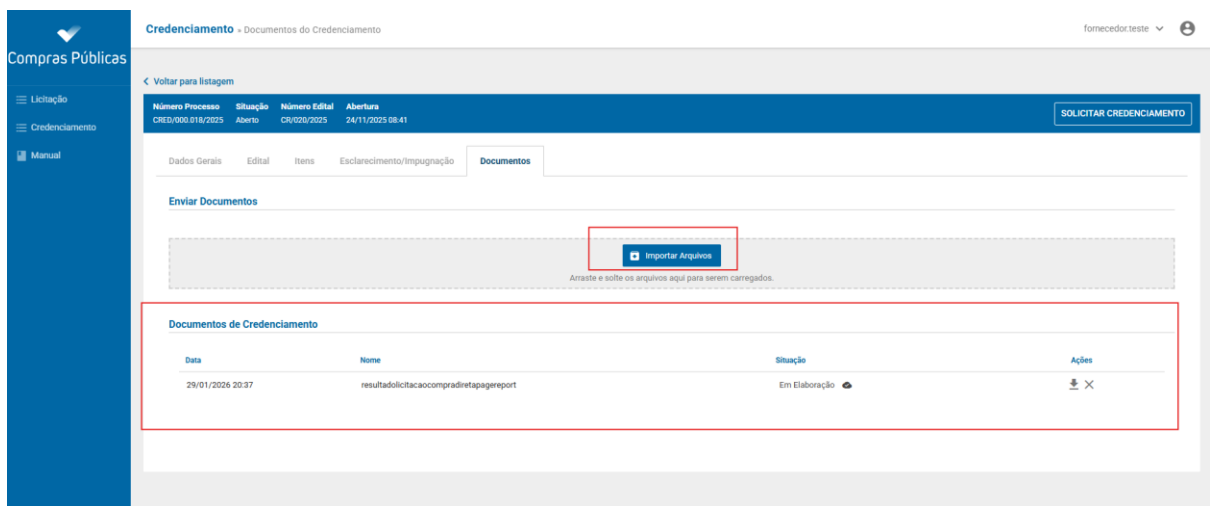 Compras Públicas
Licitação
Credenciamento
Manual
Credenciamento » Documentos do Credenciamento
fornecedor.teste
Voltar para listagem
Número Processo Situação Número Edital Abertura
CRED/000.018/2025 Aberto CR/020/2025 24/11/2025 08:41
SOLICITAR CREDENCIAMENTO
Dados Gerais Edital Itens Esclarecimento/Impugnação Documentos
Enviar Documentos
Importar Arquivos
Arraste e solte os arquivos aqui para serem carregados.
Documentos de Credenciamento
Data Nome Situação Ações
29/01/2026 20:37 resultadolicitacaocompradiretapagereport Em Elaboração